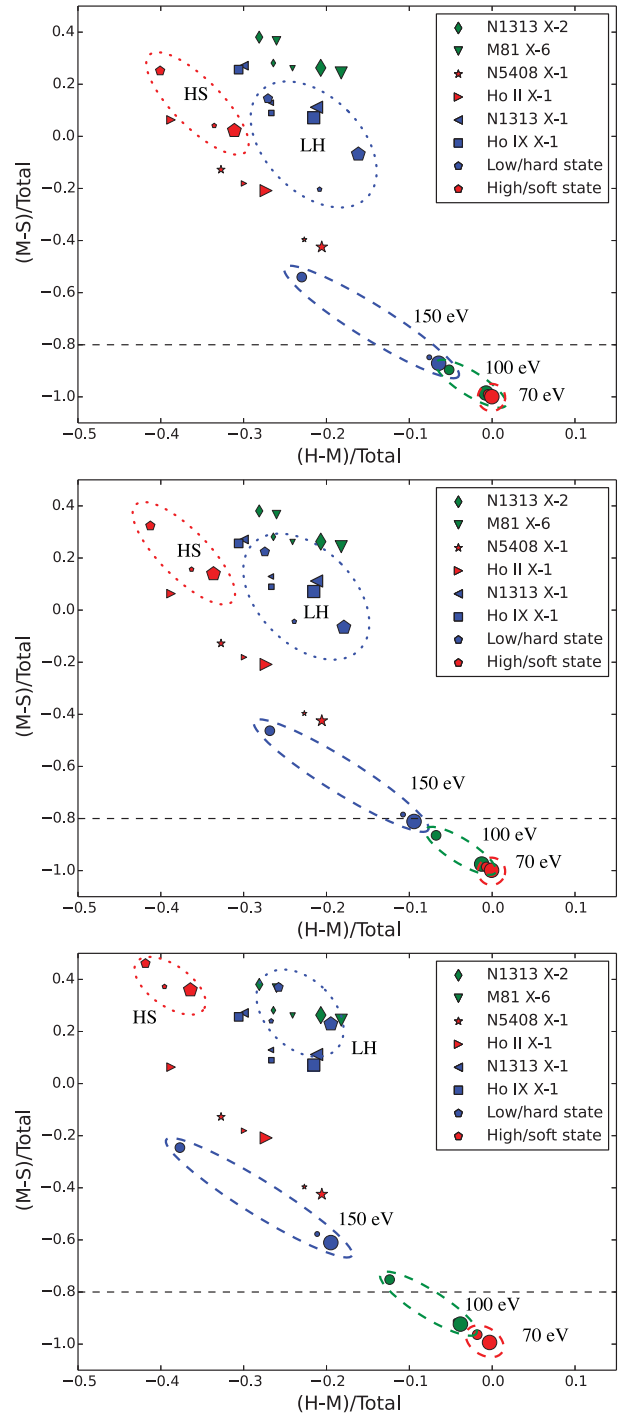 0.4
0.2
0.0
−0.2
−0.4
−0.6
−0.8
−1.0
(M-S)/Total
HS
LH
150 eV
100 eV
70 eV
N1313 X-2
M81 X-6
N5408 X-1
Ho II X-1
N1313 X-1
Ho IX X-1
Low/hard state
High/soft state
−0.5 −0.4 −0.3 −0.2 −0.1 0.0 0.1
(H-M)/Total
0.4
0.2
0.0
−0.2
−0.4
−0.6
−0.8
−1.0
(M-S)/Total
HS
LH
150 eV
100 eV
70 eV
N1313 X-2
M81 X-6
N5408 X-1
Ho II X-1
N1313 X-1
Ho IX X-1
Low/hard state
High/soft state
−0.5 −0.4 −0.3 −0.2 −0.1 0.0 0.1
(H-M)/Total
0.4
0.2
0.0
−0.2
−0.4
−0.6
−0.8
−1.0
(M-S)/Total
HS
LH
150 eV
100 eV
70 eV
N1313 X-2
M81 X-6
N5408 X-1
Ho II X-1
N1313 X-1
Ho IX X-1
Low/hard state
High/soft state
−0.5 −0.4 −0.3 −0.2 −0.1 0.0 0.1
(H-M)/Total